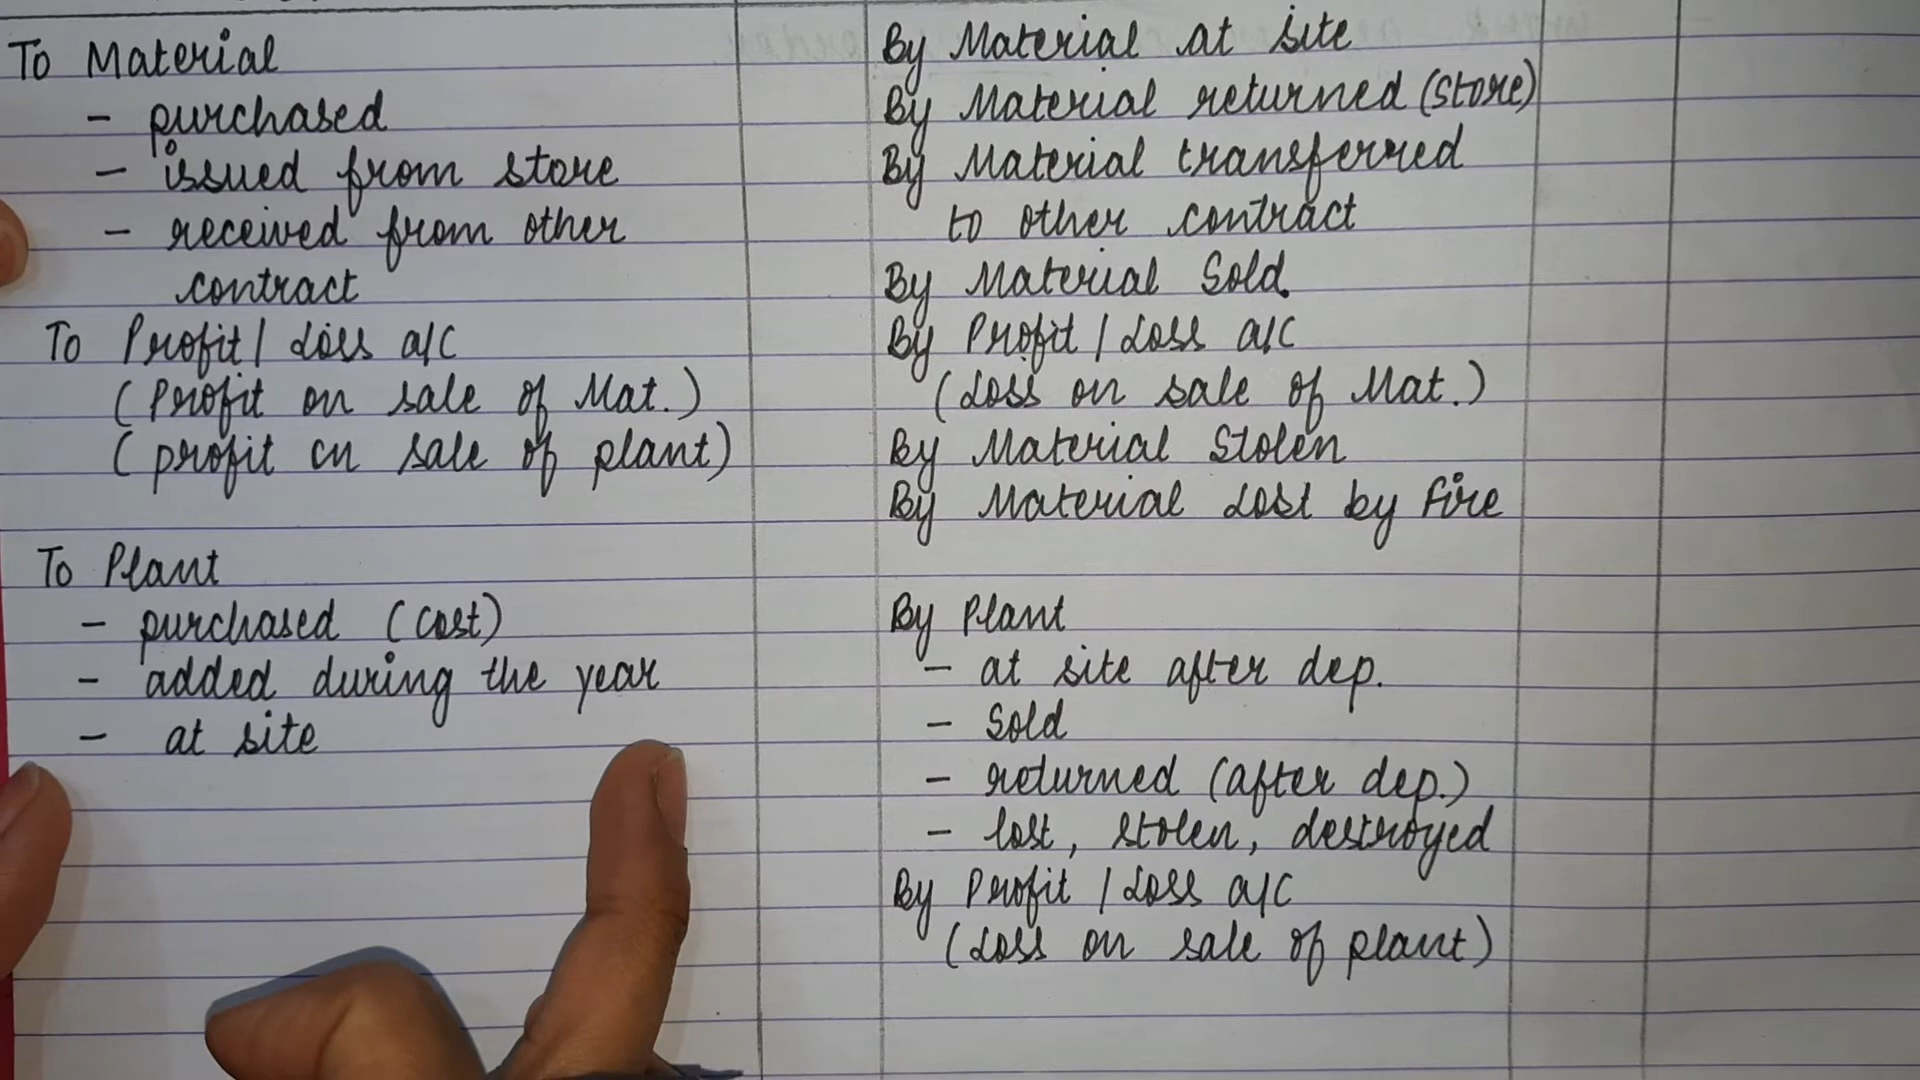 To Material
- purchased
- issued from store
- received from other
contract
To Profit / Loss a/c
(Profit on sale of Mat.)
(profit on sale of plant)
To Plant
- purchased (cost)
- added during the year
- at site
By Material at site
By Material returned (store)
By Material transferred
to other contract
By Material Sold.
By Profit / Loss a/c
(Loss on sale of Mat.)
By Material Stolen
By Material Lost by fire
By Plant
- at site after dep.
- Sold
- returned (after dep.)
- lost, stolen, destroyed
By Profit / Loss a/c
(Loss on sale of plant)